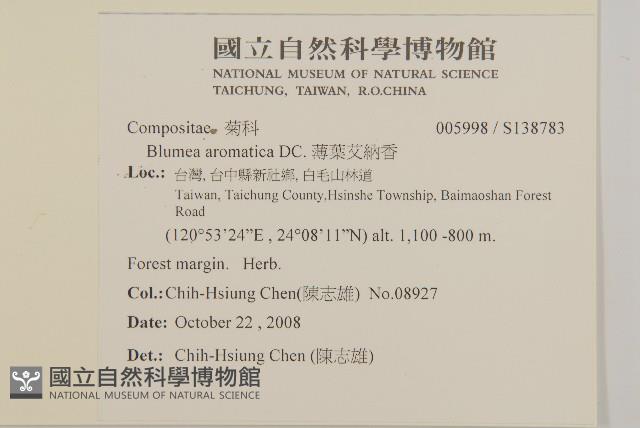 國立自然科學博物館
NATIONAL MUSEUM OF NATURAL SCIENCE
TAICHUNG, TAIWAN, R.O.CHINA
Compositae 菊科 005998 / S138783
Blumea aromatica DC. 薄葉艾納香
Loc.: 台灣, 台中縣新社鄉, 白毛山林道
Taiwan, Taichung County,Hsinshe Township, Baimaoshan Forest
Road
(120°53’24”E , 24°08’11”N) alt. 1,100 -800 m.
Forest margin. Herb.
Col.:Chih-Hsiung Chen(陳志雄) No.08927
Date: October 22 , 2008
Det.: Chih-Hsiung Chen (陳志雄)
國立自然科學博物館
NATIONAL MUSEUM OF NATURAL SCIENCE